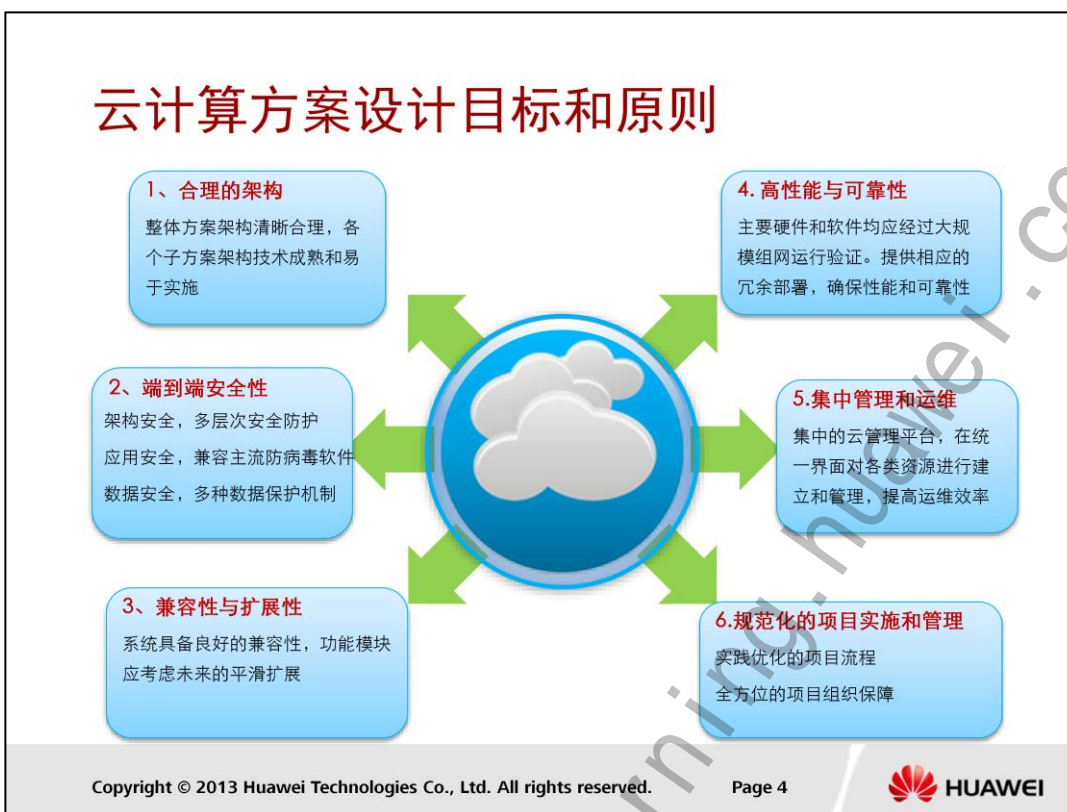 云计算方案设计目标和原则
1、合理的架构
整体方案架构清晰合理，各
个子方案架构技术成熟和易
于实施
2、端到端安全性
架构安全，多层次安全防护
应用安全，兼容主流防病毒软件
数据安全，多种数据保护机制
3、兼容性与扩展性
系统具备良好的兼容性，功能模块
应考虑未来的平滑扩展
4. 高性能与可靠性
主要硬件和软件均应经过大规
模组网运行验证。提供相应的
冗余部署，确保性能和可靠性
5.集中管理和运维
集中的云管理平台，在统
一界面对各类资源进行建
立和管理，提高运维效率
6.规范化的项目实施和管理
实践优化的项目流程
全方位的项目组织保障
Copyright © 2013 Huawei Technologies Co., Ltd. All rights reserved.
Page 4
HUAWEI
rning.huawei.co